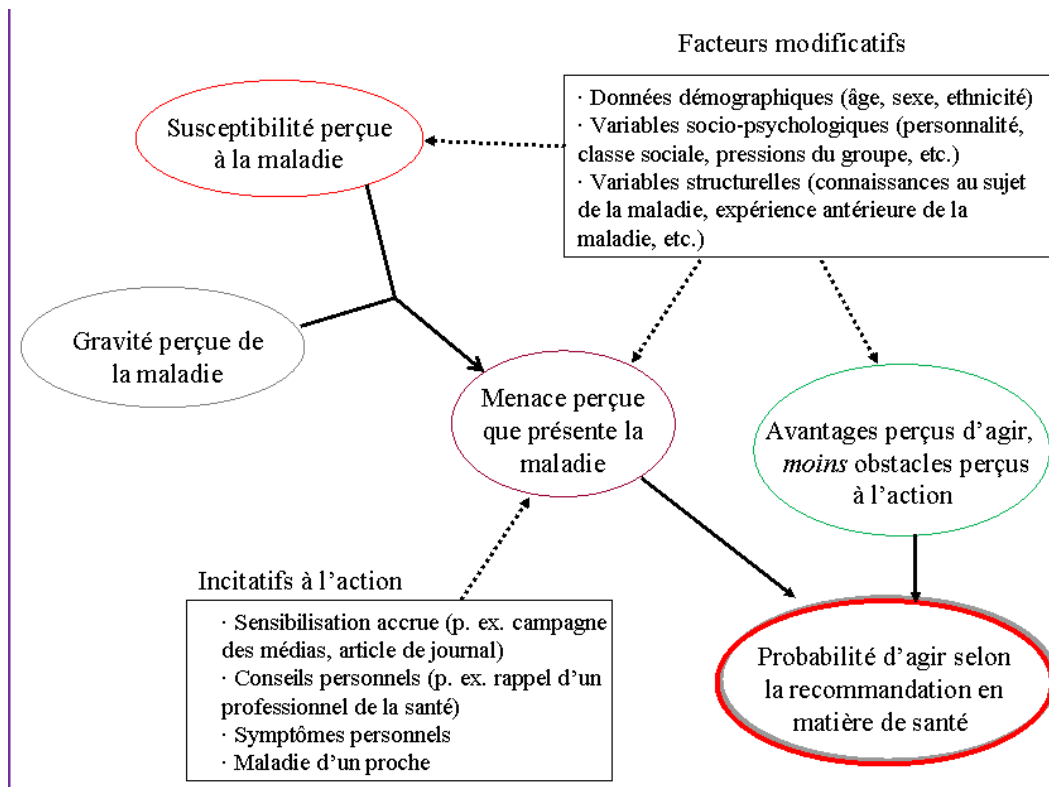 Facteurs modificatifs
· Données démographiques (âge, sexe, ethnicité)
· Variables socio-psychologiques (personnalité,
classe sociale, pressions du groupe, etc.)
· Variables structurelles (connaissances au sujet
de la maladie, expérience antérieure de la
maladie, etc.)
Susceptibilité perçue
à la maladie
Gravité perçue de
la maladie
Menace perçue
que présente la
maladie
Avantages perçus d’agir,
moins obstacles perçus
à l’action
Incitatifs à l’action
· Sensibilisation accrue (p. ex. campagne
des médias, article de journal)
· Conseils personnels (p. ex. rappel d’un
professionnel de la santé)
· Symptômes personnels
· Maladie d’un proche
Probabilité d’agir selon
la recommandation en
matière de santé